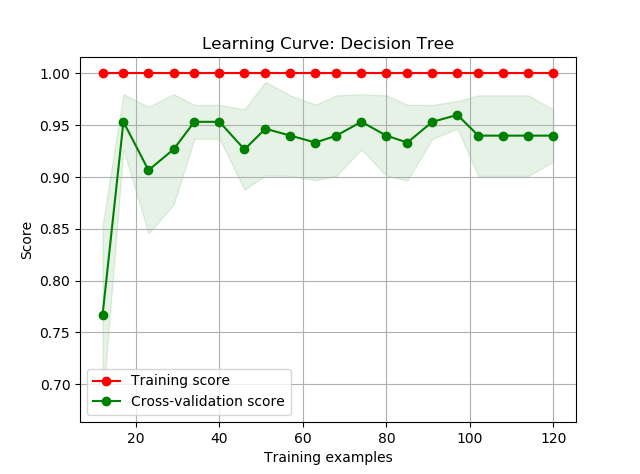 Learning Curve: Decision Tree
1.00
0.95
0.90
0.85
0.80
0.75
0.70
Score
Training score
Cross-validation score
20 40 60 80 100 120
Training examples